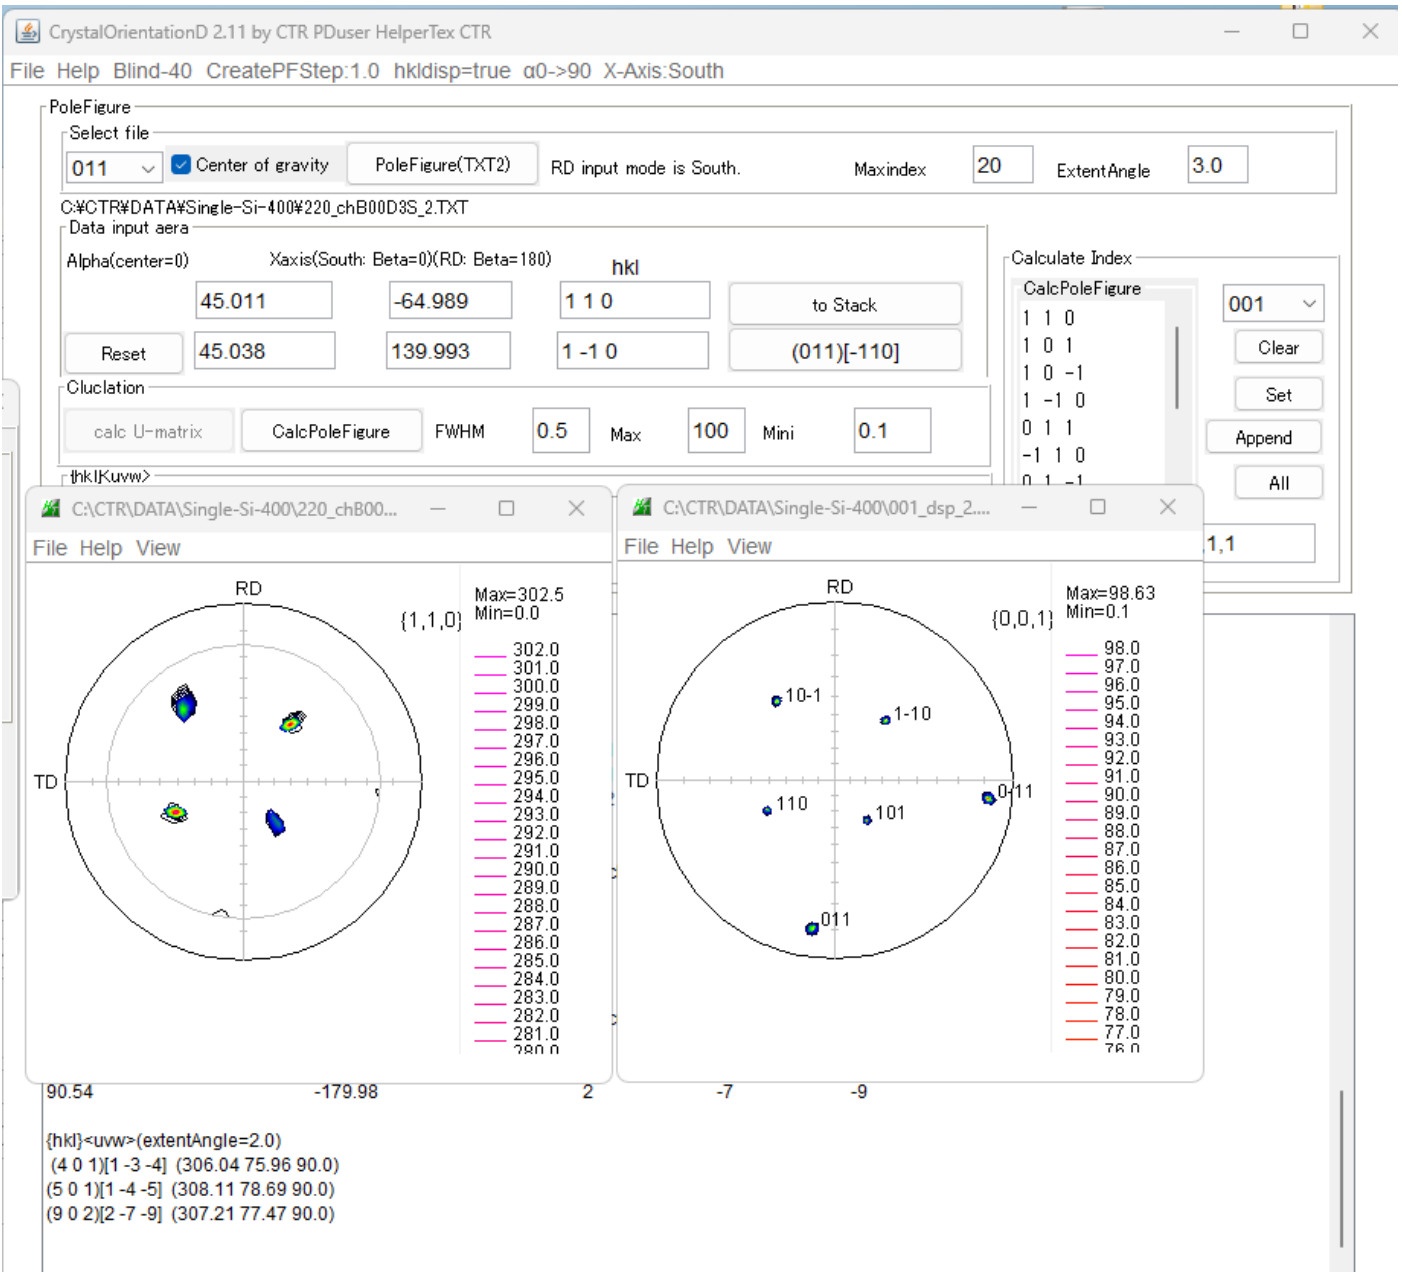 CrystalOrientationD 2.11 by CTR PDuser HelperTex CTR
File Help Blind-40 CreatePFStep:1.0 hkldisp=true α0->90 X-Axis:South
PoleFigure
Select file
011 Center of gravity PoleFigure(TXT2) RD input mode is South. Maxindex 20 ExtentAngle 3.0
C:¥CTR¥DATA¥Single-Si-400¥220_chB00D3S_2.TXT
Data input aera
Alpha(center=0) Xaxis(South: Beta=0)(RD: Beta=180) hkl
45.011 -64.989 1 1 0 to Stack
Reset 45.038 139.993 1 -1 0 (011)[-110]
Calculate Index
CalcPoleFigure
1 1 0
1 0 1
1 0 -1
1 -1 0
0 1 1
-1 1 0
0 1 -1
001
Clear
Set
Append
All
,1,1
Cluclation
calc U-matrix CalcPoleFigure FWHM 0.5 Max 100 Mini 0.1
{hkl}<uvw>
C:\CTR\DATA\Single-Si-400\220_chB00...
File Help View
RD
{1,1,0}
TD
Max=302.5
Min=0.0
302.0
301.0
300.0
299.0
298.0
297.0
296.0
295.0
294.0
293.0
292.0
291.0
290.0
289.0
288.0
287.0
286.0
285.0
284.0
283.0
282.0
281.0
280.0
C:\CTR\DATA\Single-Si-400\001_dsp_2....
File Help View
RD
{0,0,1}
TD
10-1
1-10
0-11
110
101
011
Max=98.63
Min=0.1
98.0
97.0
96.0
95.0
94.0
93.0
92.0
91.0
90.0
89.0
88.0
87.0
86.0
85.0
84.0
83.0
82.0
81.0
80.0
79.0
78.0
77.0
76.0
90.54 -179.98 2 -7 -9
{hkl}<uvw>(extentAngle=2.0)
(4 0 1)[1 -3 -4] (306.04 75.96 90.0)
(5 0 1)[1 -4 -5] (308.11 78.69 90.0)
(9 0 2)[2 -7 -9] (307.21 77.47 90.0)